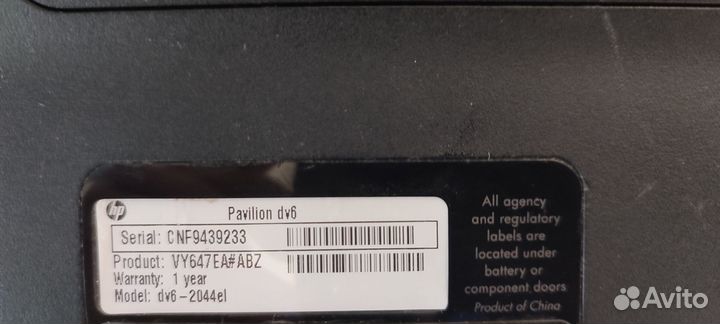 hp
Pavilion dv6
Serial: CNF9439233
Product: VY647EA#ABZ
Warranty: 1 year
Model: dv6-2044el
All agency
and regulatory
labels are
located under
battery or
component doors
Product of China
Avito